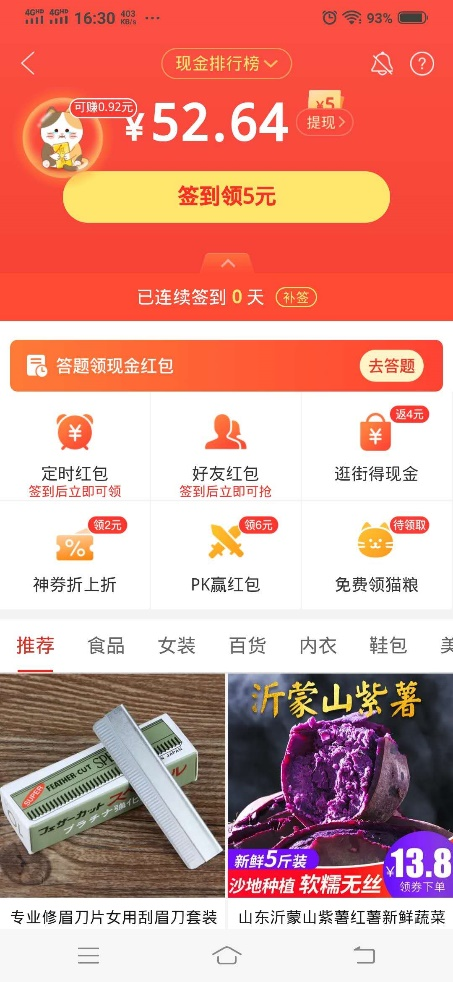 4GHD 4GHD 16:30 403 KB/s ... 93%
现金排行榜
可赚0.92元
¥52.64
¥5
提现
签到领5元
已连续签到 0 天 补签
答题领现金红包 去答题
返4元
定时红包 好友红包 逛街得现金
签到后立即可领 签到后立即可抢
领2元 领6元 待领取
神券折上折 PK赢红包 免费领猫粮
推荐 食品 女装 百货 内衣 鞋包 美
SUPER
FEATHER CUT
フェザーカット
プラチナ
沂蒙山紫薯
新鲜5斤装
¥13.8
沙地种植 软糯无丝
领券下单
专业修眉刀片女用刮眉刀套装
山东沂蒙山紫薯红薯新鲜蔬菜